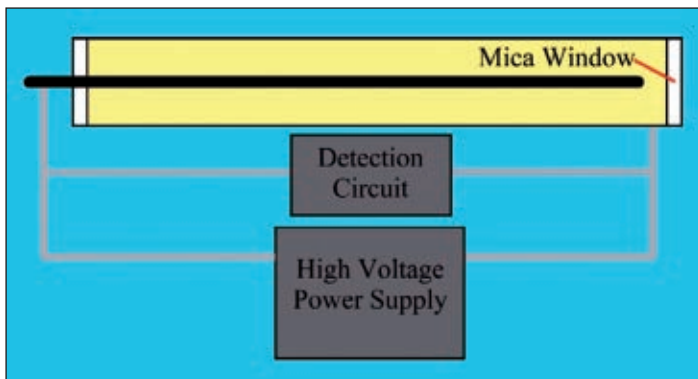 Mica Window
Detection
Circuit
High Voltage
Power Supply